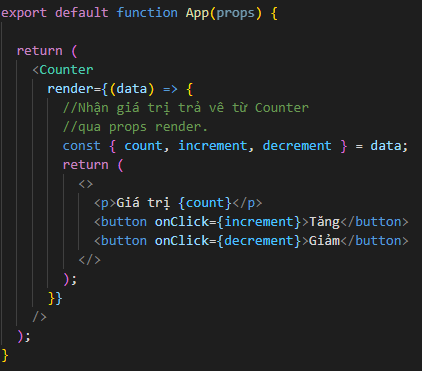 export default function App(props) {
return (
<Counter
render={(data) => {
//Nhận giá trị trả về từ Counter
//qua props render.
const { count, increment, decrement } = data;
return (
<>
<p>Giá trị {count}</p>
<button onClick={increment}>Tăng</button>
<button onClick={decrement}>Giảm</button>
</>
);
}}
/>
);
}